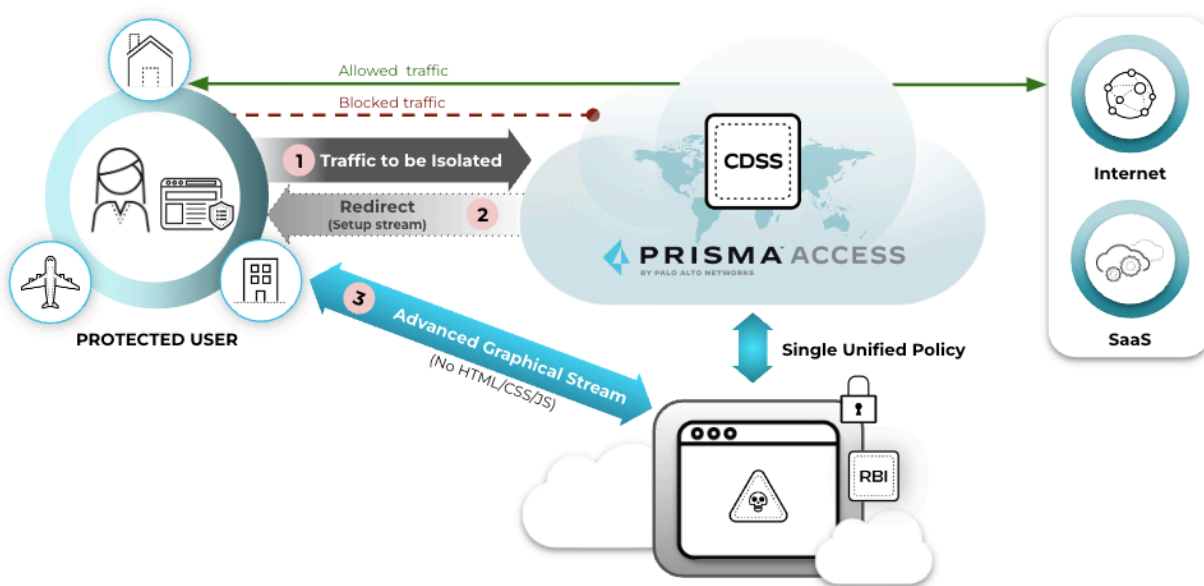 Allowed traffic
Blocked traffic
1 Traffic to be Isolated
Redirect
(Setup stream)
2
CDSS
PRISMA™ ACCESS
BY PALO ALTO NETWORKS
Internet
SaaS
PROTECTED USER
3 Advanced Graphical Stream
(No HTML/CSS/JS)
Single Unified Policy
RBI